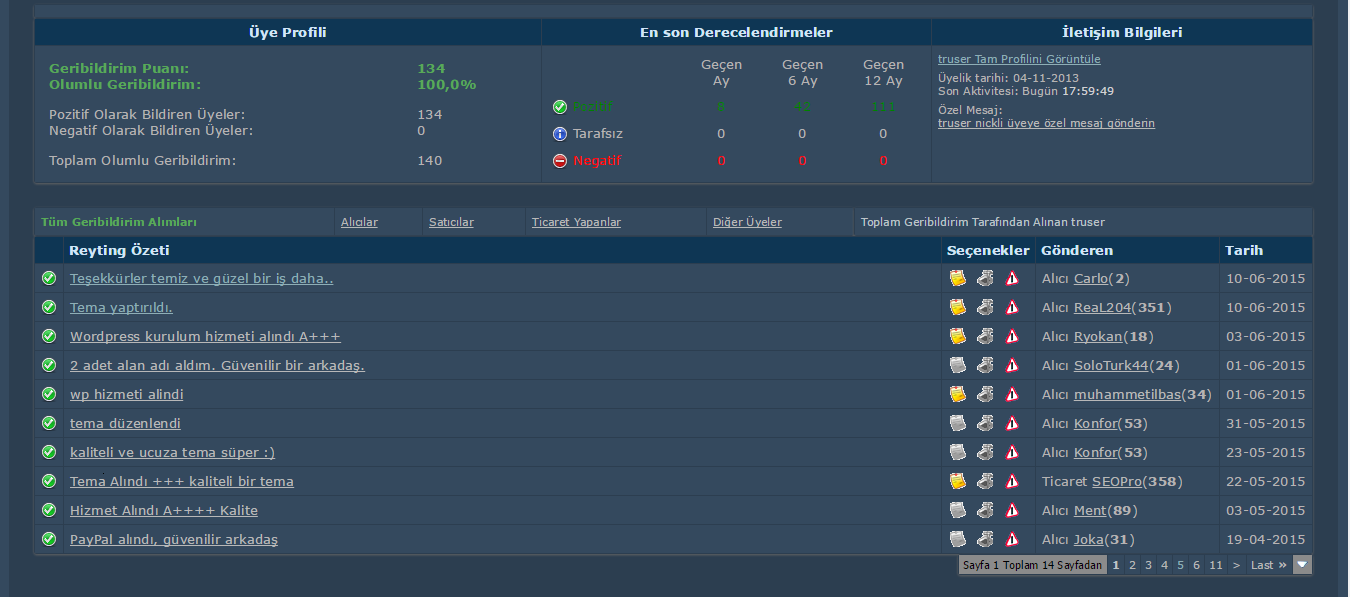 Üye Profili
Geribildirim Puanı: 134
Olumlu Geribildirim: 100,0%
Pozitif Olarak Bildiren Üyeler: 134
Negatif Olarak Bildiren Üyeler: 0
Toplam Olumlu Geribildirim: 140
En son Derecelendirmeler
Geçen Ay Geçen 6 Ay Geçen 12 Ay
Pozitif 8 42 111
Tarafsız 0 0 0
Negatif 0 0 0
İletişim Bilgileri
truser Tam Profilini Görüntüle
Üyelik tarihi: 04-11-2013
Son Aktivitesi: Bugün 17:59:49
Özel Mesaj:
truser nickli üyeye özel mesaj gönderin
Tüm Geribildirim Alımları Alıcılar Satıcılar Ticaret Yapanlar Diğer Üyeler Toplam Geribildirim Tarafından Alınan truser
Reyting Özeti Seçenekler Gönderen Tarih
Teşekkürler temiz ve güzel bir iş daha.. Alıcı Carlo(2) 10-06-2015
Tema yaptırıldı. Alıcı ReaL204(351) 10-06-2015
Wordpress kurulum hizmeti alındı A+++ Alıcı Ryokan(18) 03-06-2015
2 adet alan adı aldım. Güvenilir bir arkadaş. Alıcı SoloTurk44(24) 01-06-2015
wp hizmeti alindi Alıcı muhammetilbas(34) 01-06-2015
tema düzenlendi Alıcı Konfor(53) 31-05-2015
kaliteli ve ucuza tema süper :) Alıcı Konfor(53) 23-05-2015
Tema Alındı +++ kaliteli bir tema Ticaret SEOPro(358) 22-05-2015
Hizmet Alındı A++++ Kalite Alıcı Ment(89) 03-05-2015
PayPal alındı, güvenilir arkadaş Alıcı Joka(31) 19-04-2015
Sayfa 1 Toplam 14 Sayfadan 1 2 3 4 5 6 11 > Last »